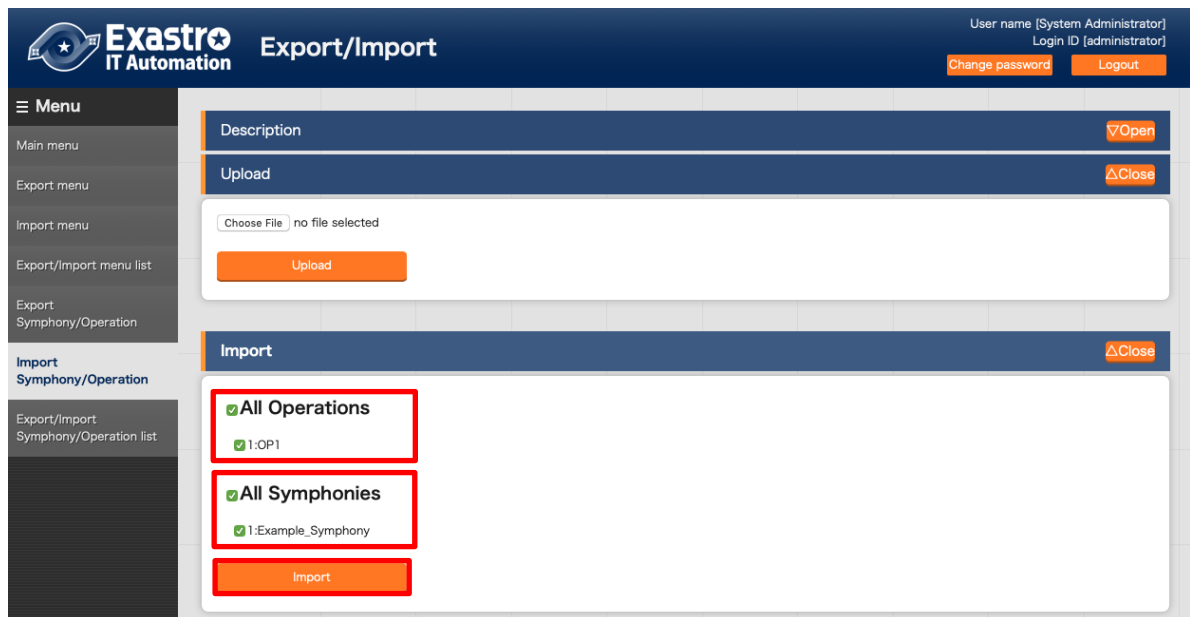 Exastro
IT Automation
Export/Import
User name [System Administrator]
Login ID [administrator]
Change password
Logout
☰ Menu
Main menu
Export menu
Import menu
Export/Import menu list
Export
Symphony/Operation
Import
Symphony/Operation
Export/Import
Symphony/Operation list
Description
▽Open
Upload
△Close
Choose File no file selected
Upload
Import
△Close
All Operations
1:OP1
All Symphonies
1:Example_Symphony
Import